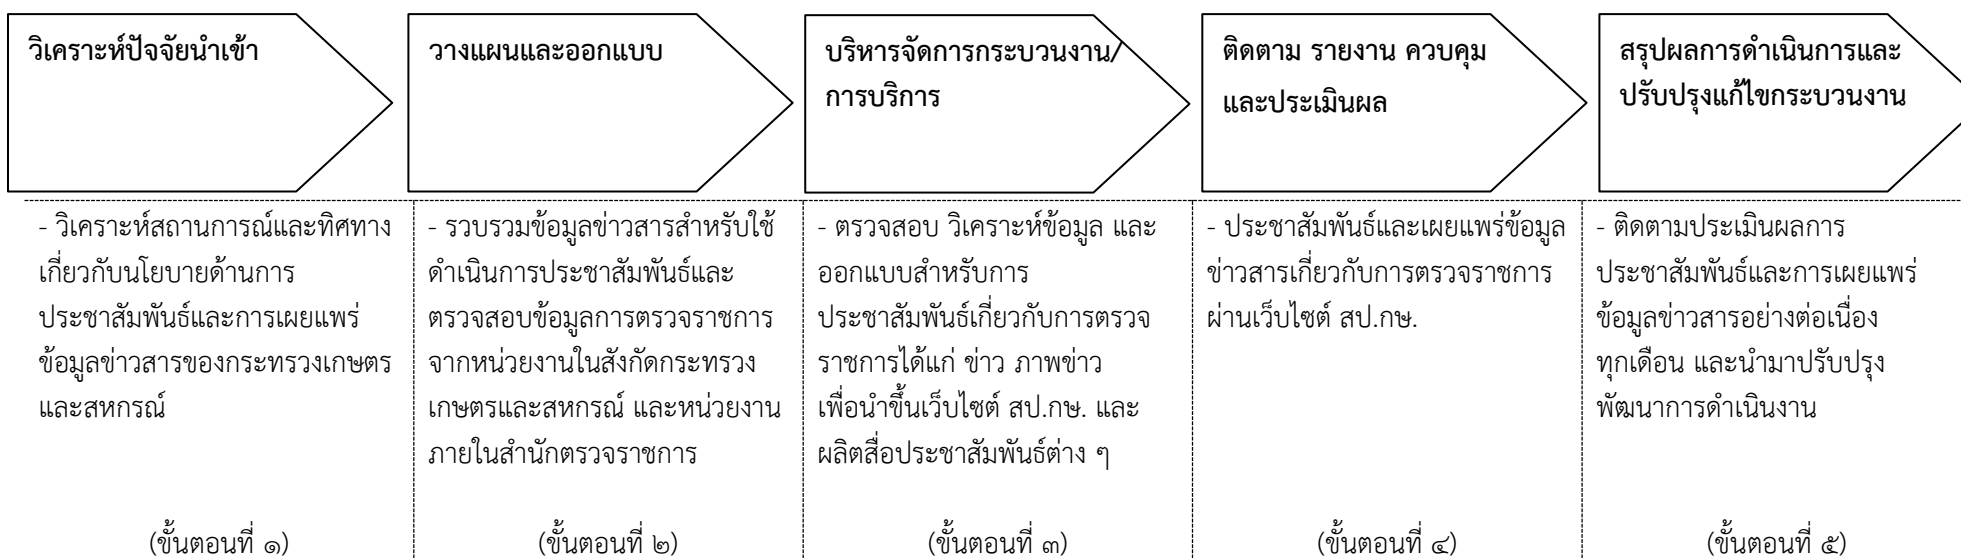 วิเคราะห์ปัจจัยนำเข้า
วางแผนและออกแบบ
บริหารจัดการกระบวนงาน/
การบริการ
ติดตาม รายงาน ควบคุม
และประเมินผล
สรุปผลการดำเนินการและ
ปรับปรุงแก้ไขกระบวนงาน
- วิเคราะห์สถานการณ์และทิศทาง
เกี่ยวกับนโยบายด้านการ
ประชาสัมพันธ์และการเผยแพร่
ข้อมูลข่าวสารของกระทรวงเกษตร
และสหกรณ์
(ขั้นตอนที่ ๑)
- รวบรวมข้อมูลข่าวสารสำหรับใช้
ดำเนินการประชาสัมพันธ์และ
ตรวจสอบข้อมูลการตรวจราชการ
จากหน่วยงานในสังกัดกระทรวง
เกษตรและสหกรณ์ และหน่วยงาน
ภายในสำนักตรวจราชการ
(ขั้นตอนที่ ๒)
- ตรวจสอบ วิเคราะห์ข้อมูล และ
ออกแบบสำหรับการ
ประชาสัมพันธ์เกี่ยวกับการตรวจ
ราชการได้แก่ ข่าว ภาพข่าว
เพื่อนำขึ้นเว็บไซต์ สป.กษ. และ
ผลิตสื่อประชาสัมพันธ์ต่าง ๆ
(ขั้นตอนที่ ๓)
- ประชาสัมพันธ์และเผยแพร่ข้อมูล
ข่าวสารเกี่ยวกับการตรวจราชการ
ผ่านเว็บไซต์ สป.กษ.
(ขั้นตอนที่ ๔)
- ติดตามประเมินผลการ
ประชาสัมพันธ์และการเผยแพร่
ข้อมูลข่าวสารอย่างต่อเนื่อง
ทุกเดือน และนำมาปรับปรุง
พัฒนาการดำเนินงาน
(ขั้นตอนที่ ๕)